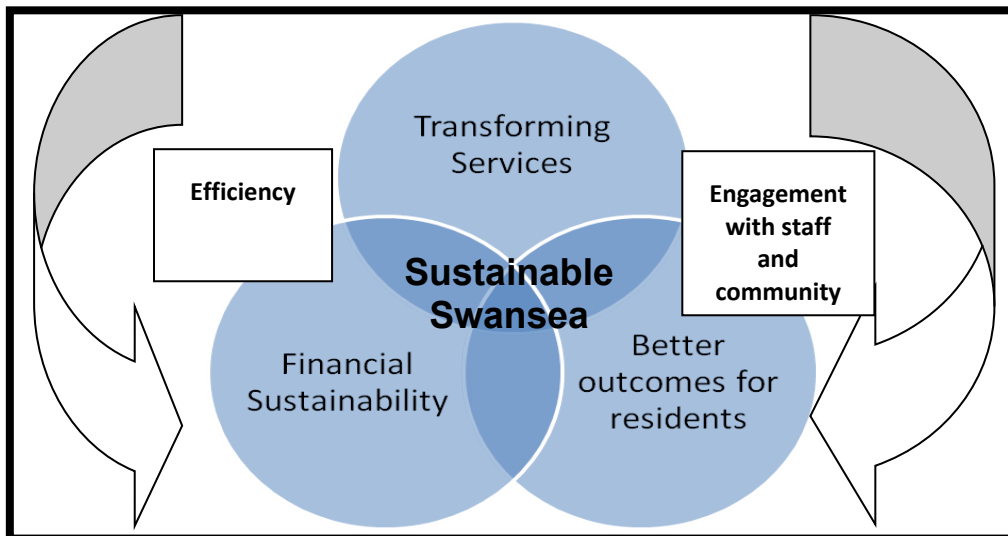 Transforming
Services
Efficiency
Engagement
with staff
and
community
Sustainable
Swansea
Financial
Sustainability
Better
outcomes for
residents